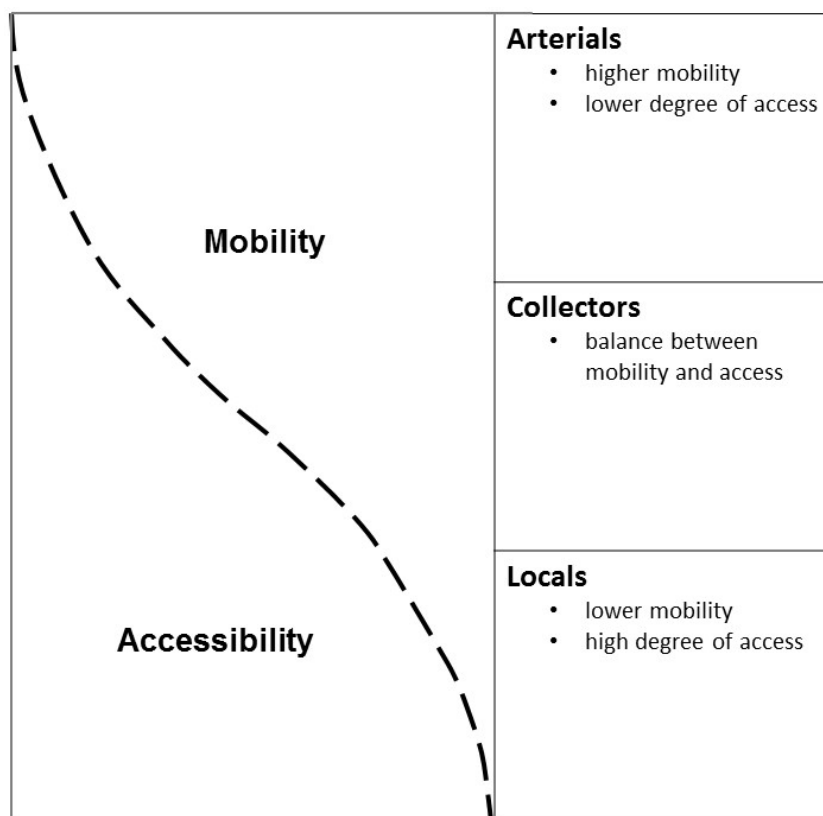 Mobility
Accessibility
Arterials
• higher mobility
• lower degree of access
Collectors
• balance between
mobility and access
Locals
• lower mobility
• high degree of access